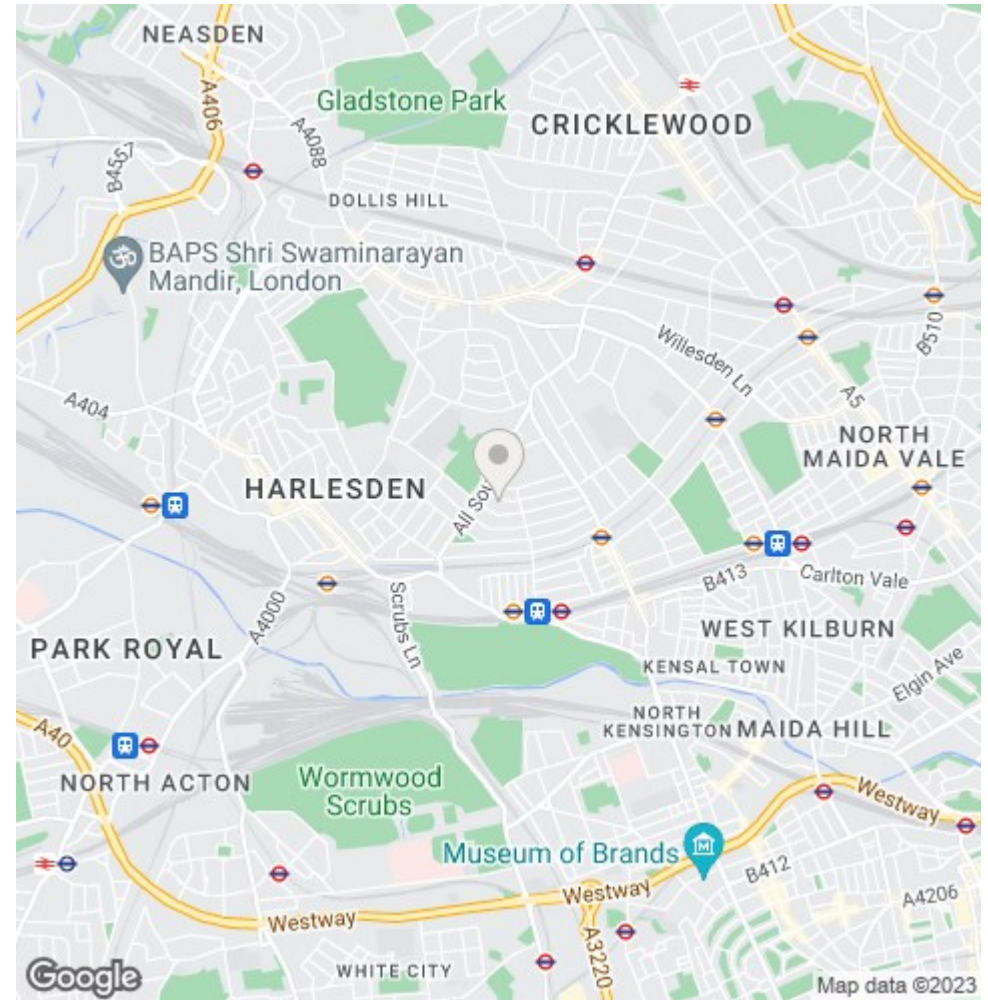 NEASDEN
A406
A4088
Gladstone Park
CRICKLEWOOD
B4557
DOLLIS HILL
BAPS Shri Swaminarayan
Mandir, London
Willesden Ln
B510
A5
A404
NORTH
MAIDA VALE
HARLESDEN
All Sou
B413
Carlton Vale
A4000
Scrubs Ln
PARK ROYAL
WEST KILBURN
KENSAL TOWN
Elgin Ave
NORTH
KENSINGTON
MAIDA HILL
A40
NORTH ACTON
Wormwood
Scrubs
Westway
Museum of Brands
M
B412
Westway
A4206
Westway
A3220
WHITE CITY
Google
Map data ©2023